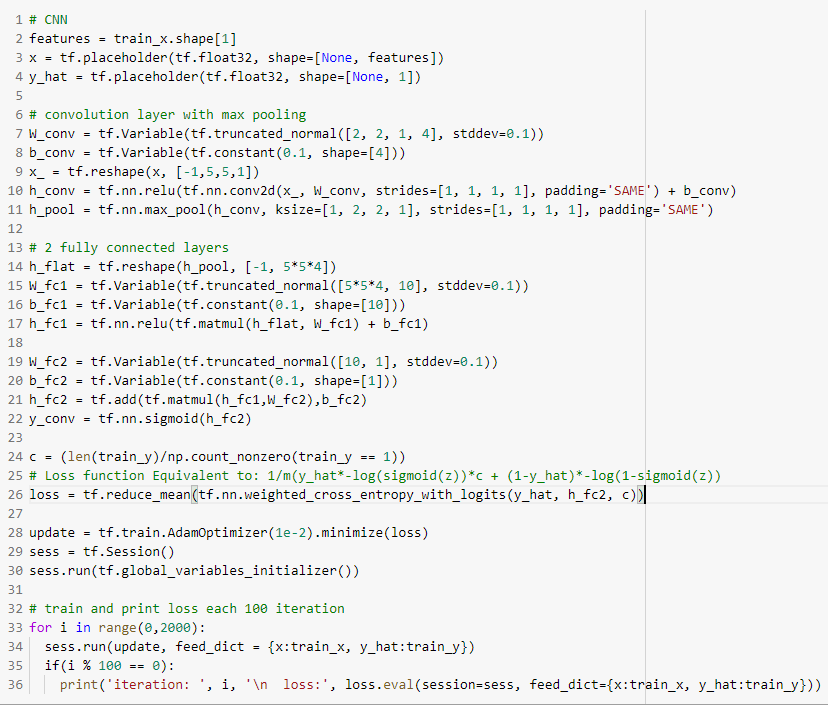 1 # CNN
2 features = train_x.shape[1]
3 x = tf.placeholder(tf.float32, shape=[None, features])
4 y_hat = tf.placeholder(tf.float32, shape=[None, 1])
5
6 # convolution layer with max pooling
7 W_conv = tf.Variable(tf.truncated_normal([2, 2, 1, 4], stddev=0.1))
8 b_conv = tf.Variable(tf.constant(0.1, shape=[4]))
9 x_ = tf.reshape(x, [-1,5,5,1])
10 h_conv = tf.nn.relu(tf.nn.conv2d(x_, W_conv, strides=[1, 1, 1, 1], padding='SAME') + b_conv)
11 h_pool = tf.nn.max_pool(h_conv, ksize=[1, 2, 2, 1], strides=[1, 1, 1, 1], padding='SAME')
12
13 # 2 fully connected layers
14 h_flat = tf.reshape(h_pool, [-1, 5*5*4])
15 W_fc1 = tf.Variable(tf.truncated_normal([5*5*4, 10], stddev=0.1))
16 b_fc1 = tf.Variable(tf.constant(0.1, shape=[10]))
17 h_fc1 = tf.nn.relu(tf.matmul(h_flat, W_fc1) + b_fc1)
18
19 W_fc2 = tf.Variable(tf.truncated_normal([10, 1], stddev=0.1))
20 b_fc2 = tf.Variable(tf.constant(0.1, shape=[1]))
21 h_fc2 = tf.add(tf.matmul(h_fc1,W_fc2),b_fc2)
22 y_conv = tf.nn.sigmoid(h_fc2)
23
24 c = (len(train_y)/np.count_nonzero(train_y == 1))
25 # Loss function Equivalent to: 1/m(y_hat*-log(sigmoid(z))*c + (1-y_hat)*-log(1-sigmoid(z))
26 loss = tf.reduce_mean(tf.nn.weighted_cross_entropy_with_logits(y_hat, h_fc2, c))
27
28 update = tf.train.AdamOptimizer(1e-2).minimize(loss)
29 sess = tf.Session()
30 sess.run(tf.global_variables_initializer())
31
32 # train and print loss each 100 iteration
33 for i in range(0,2000):
34   sess.run(update, feed_dict = {x:train_x, y_hat:train_y})
35   if(i % 100 == 0):
36     print('iteration: ', i, '\n  loss:', loss.eval(session=sess, feed_dict={x:train_x, y_hat:train_y}))